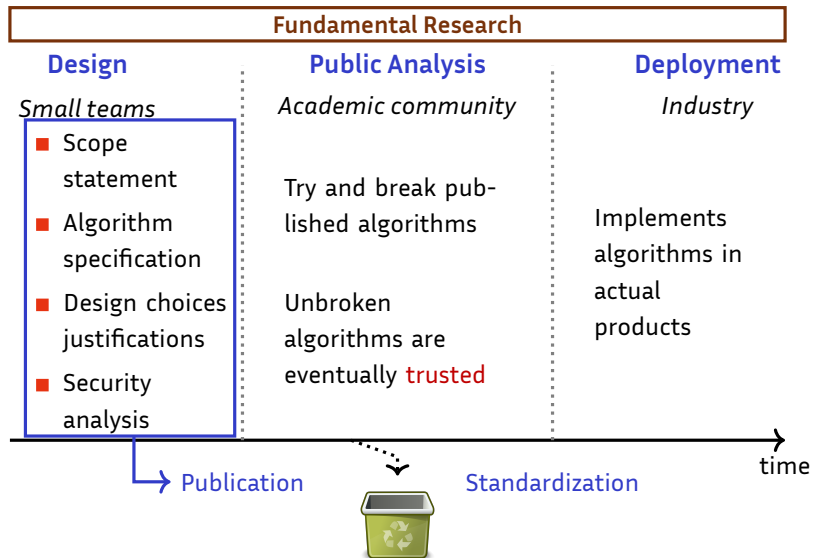 Fundamental Research
Design
Small teams
Scope
statement
Algorithm
specification
Design choices
justifications
Security
analysis
Public Analysis
Academic community
Try and break pub-
lished algorithms
Unbroken
algorithms are
eventually trusted
Deployment
Industry
Implements
algorithms in
actual
products
time
Publication
Standardization